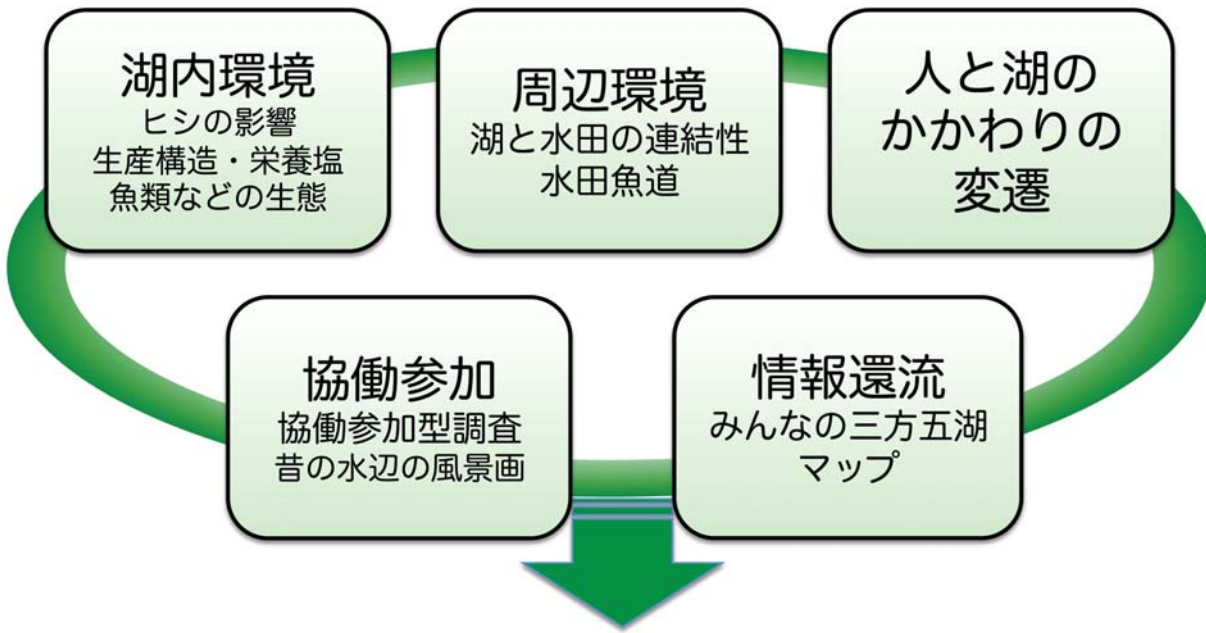 湖内環境
ヒシの影響
生産構造・栄養塩
魚類などの生態
周辺環境
湖と水田の連結性
水田魚道
人と湖の
かかわりの
変遷
協働参加
協働参加型調査
昔の水辺の風景画
情報還流
みんなの三方五湖
マップ